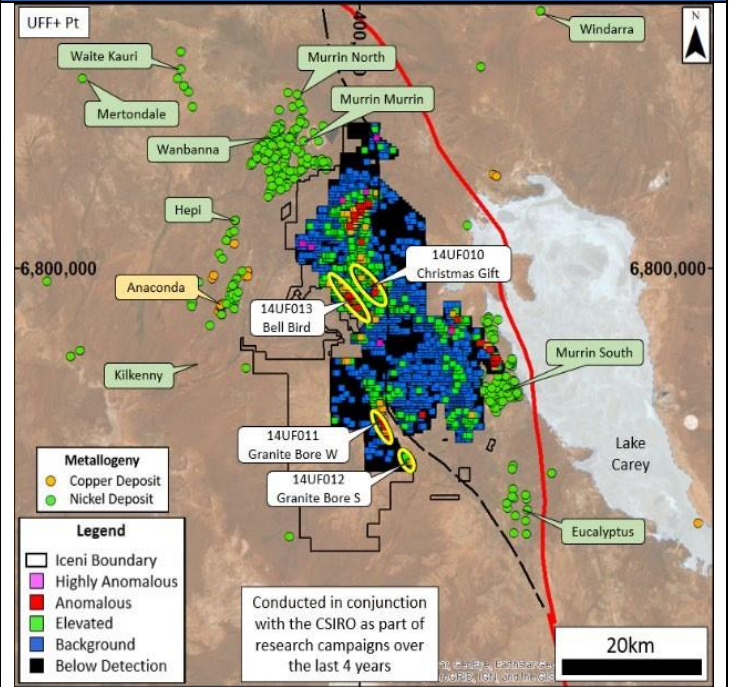 UFF+ Pt
400,000
N
Windarra
Waite Kauri
Murrin North
Mertondale
Murrin Murrin
Wanbanna
Hepi
6,800,000
6,800,000
14UF010
Christmas Gift
Anaconda
14UF013
Bell Bird
Murrin South
Kilkenny
14UF011
Granite Bore W
Lake
Carey
14UF012
Granite Bore S
Metallogeny
Copper Deposit
Nickel Deposit
Eucalyptus
Legend
Iceni Boundary
Highly Anomalous
Anomalous
Elevated
Background
Below Detection
Conducted in conjunction
with the CSIRO as part of
research campaigns over
the last 4 years
20km